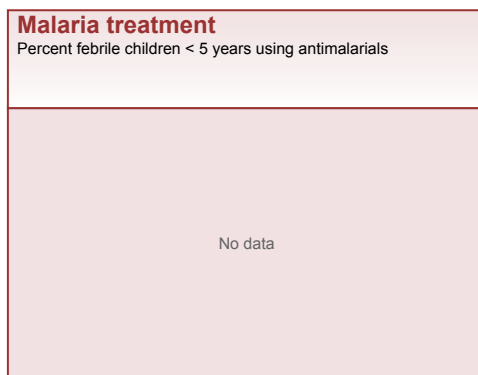 Malaria treatment
Percent febrile children < 5 years using antimalarials
No data